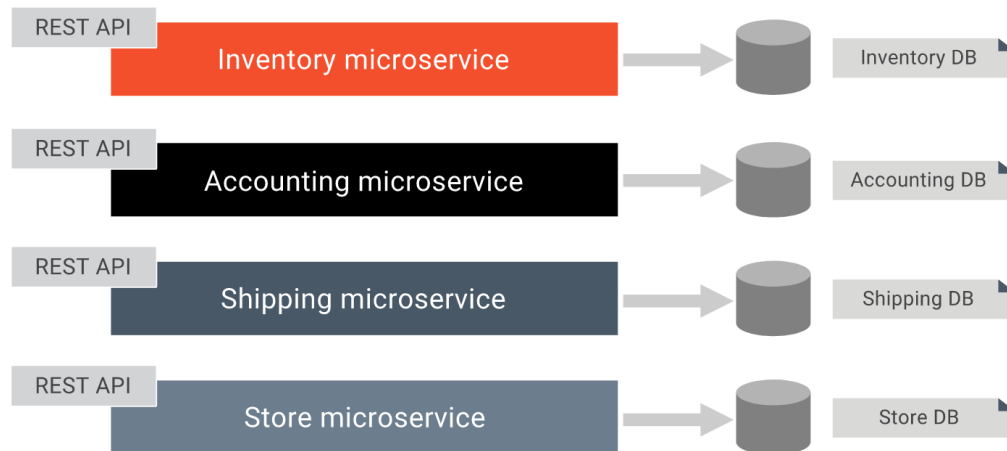 REST API
Inventory microservice
Inventory DB
REST API
Accounting microservice
Accounting DB
REST API
Shipping microservice
Shipping DB
REST API
Store microservice
Store DB